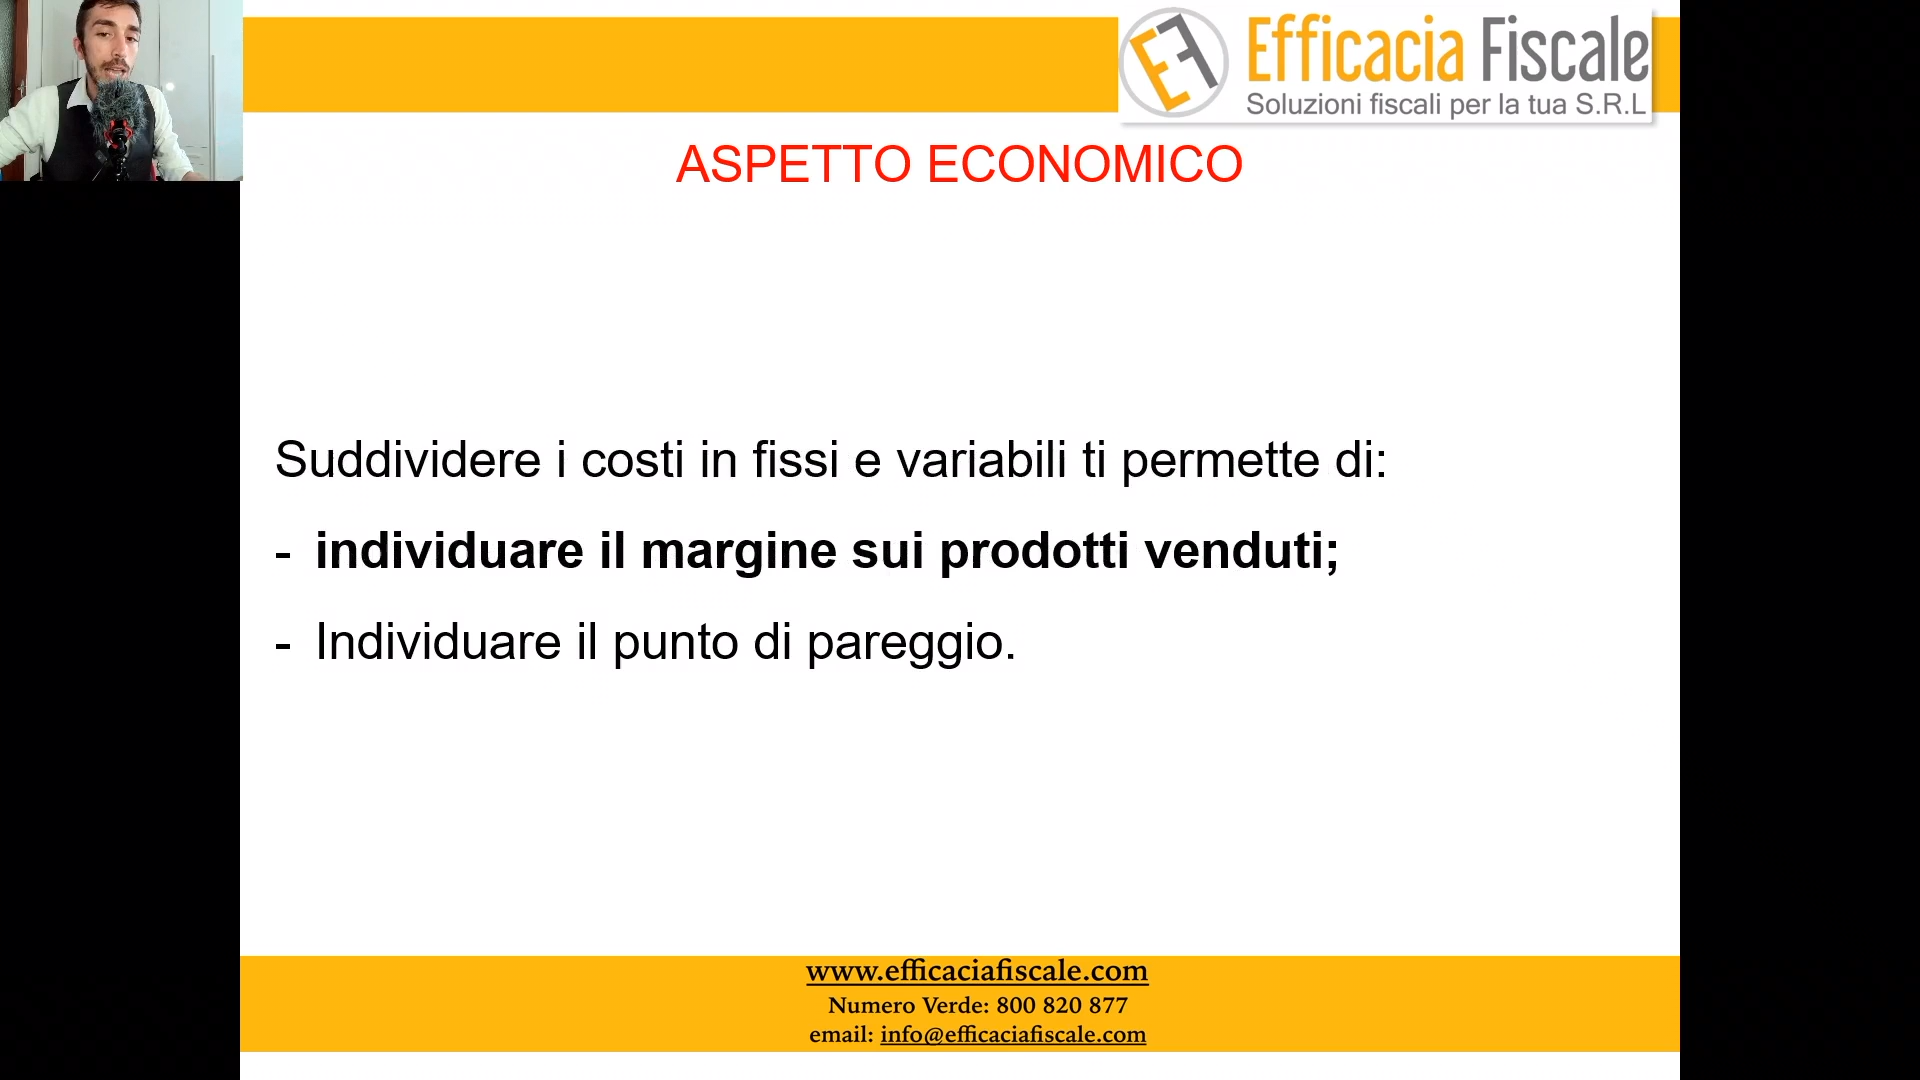 EF
Efficacia Fiscale
Soluzioni fiscali per la tua S.R.L
ASPETTO ECONOMICO
Suddividere i costi in fissi e variabili ti permette di:
- individuare il margine sui prodotti venduti;
- Individuare il punto di pareggio.
www.efficaciafiscale.com
Numero Verde: 800 820 877
email: info@efficaciafiscale.com